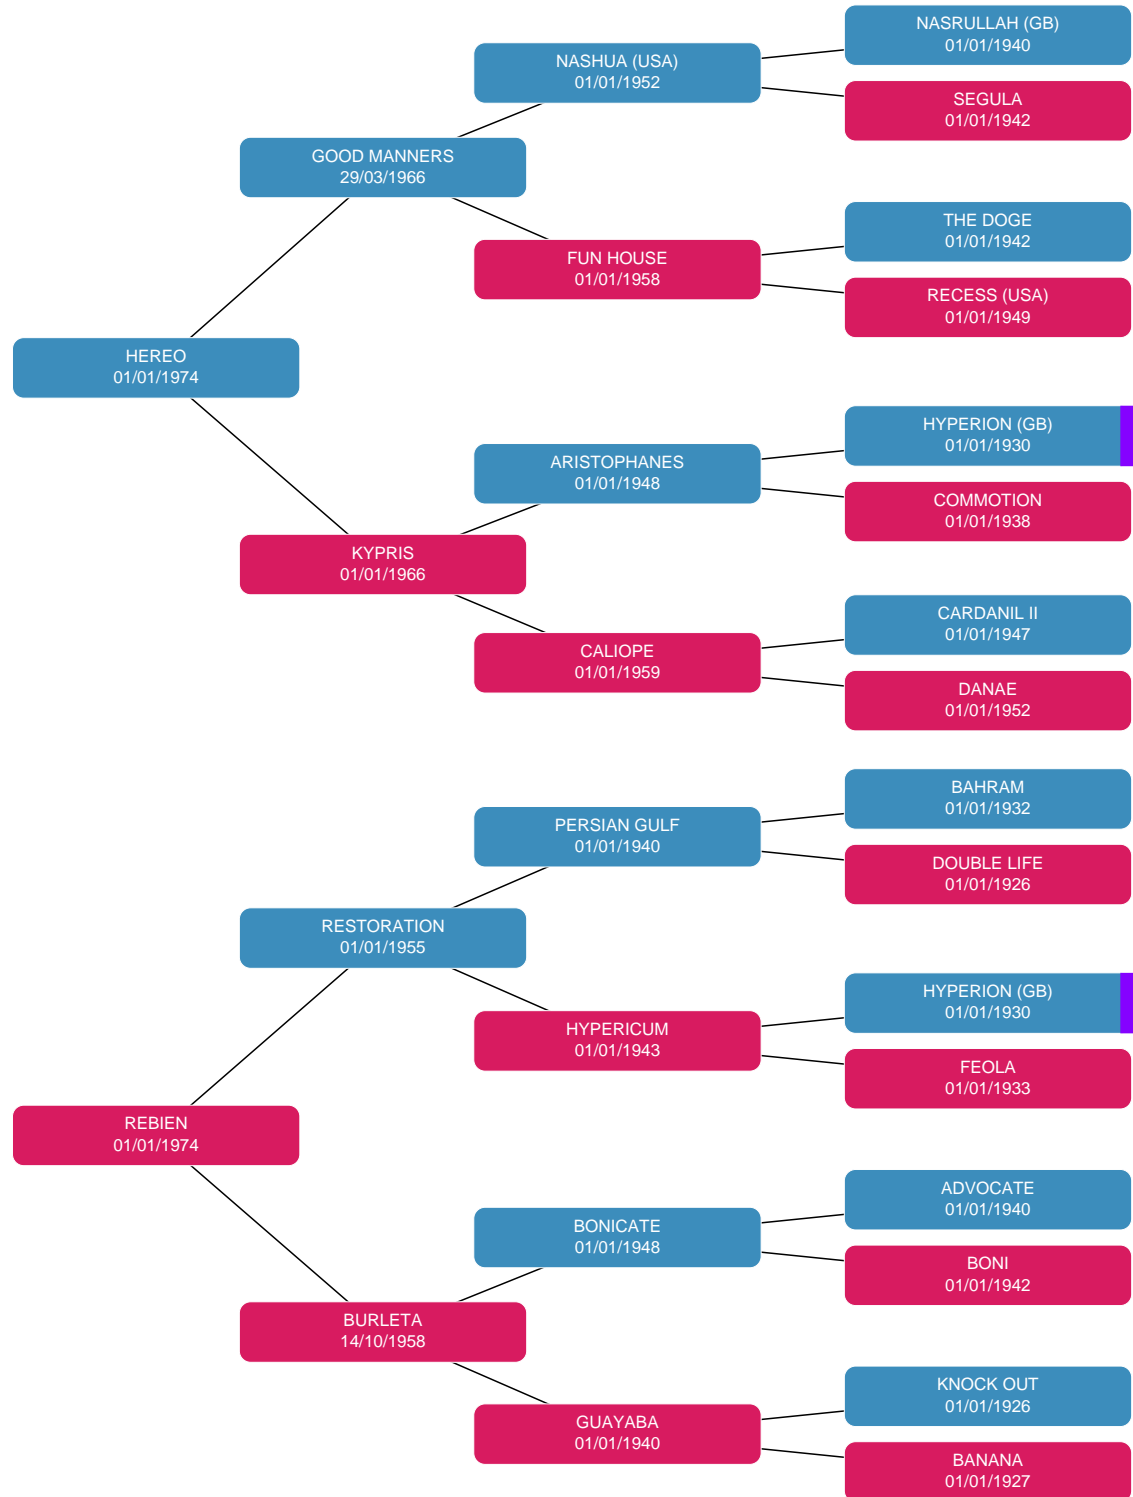 NASRULLAH (GB)
01/01/1940
NASHUA (USA)
01/01/1952
SEGULA
01/01/1942
GOOD MANNERS
29/03/1966
THE DOGE
01/01/1942
FUN HOUSE
01/01/1958
RECESS (USA)
01/01/1949
HEREO
01/01/1974
HYPERION (GB)
01/01/1930
ARISTOPHANES
01/01/1948
COMMOTION
01/01/1938
KYPRIS
01/01/1966
CARDANIL II
01/01/1947
CALIOPE
01/01/1959
DANAE
01/01/1952
BAHRAM
01/01/1932
PERSIAN GULF
01/01/1940
DOUBLE LIFE
01/01/1926
RESTORATION
01/01/1955
HYPERION (GB)
01/01/1930
HYPERICUM
01/01/1943
FEOLA
01/01/1933
REBIEN
01/01/1974
ADVOCATE
01/01/1940
BONICATE
01/01/1948
BONI
01/01/1942
BURLETA
14/10/1958
KNOCK OUT
01/01/1926
GUAYABA
01/01/1940
BANANA
01/01/1927